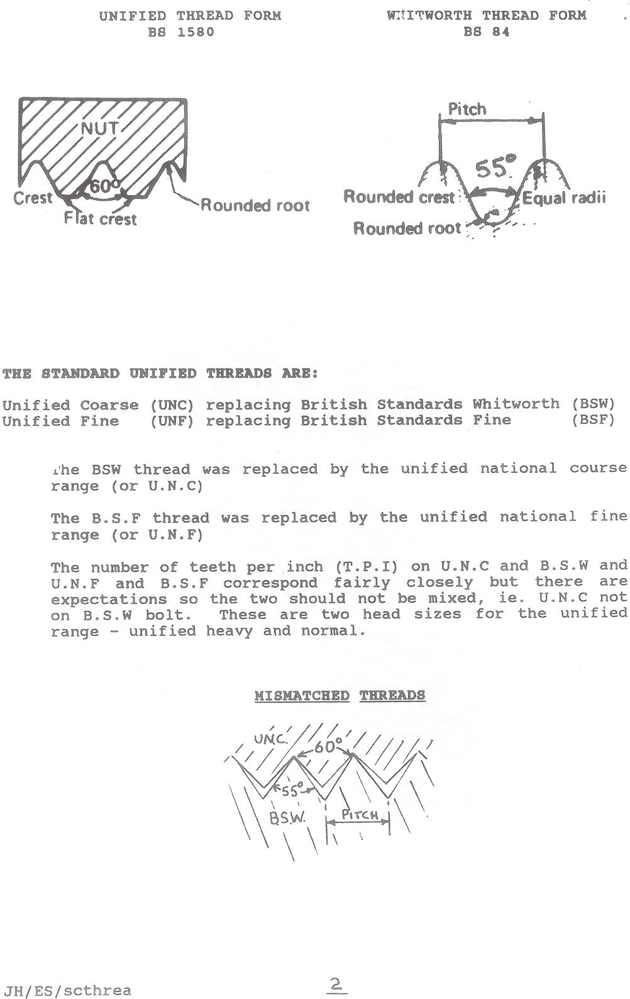 UNIFIED THREAD FORM
BS 1580
WHITWORTH THREAD FORM
BS 84
NUT
60°
Crest
Flat crest
Rounded root
Pitch
55°
Rounded crest
Equal radii
Rounded root
THE STANDARD UNIFIED THREADS ARE:
Unified Coarse (UNC) replacing British Standards Whitworth (BSW)
Unified Fine (UNF) replacing British Standards Fine (BSF)
The BSW thread was replaced by the unified national course
range (or U.N.C)
The B.S.F thread was replaced by the unified national fine
range (or U.N.F)
The number of teeth per inch (T.P.I) on U.N.C and B.S.W and
U.N.F and B.S.F correspond fairly closely but there are
expectations so the two should not be mixed, ie. U.N.C not
on B.S.W bolt. These are two head sizes for the unified
range - unified heavy and normal.
MISMATCHED THREADS
UNC.
60°
55°
B.S.W.
PITCH
JH/ES/scthrea
2